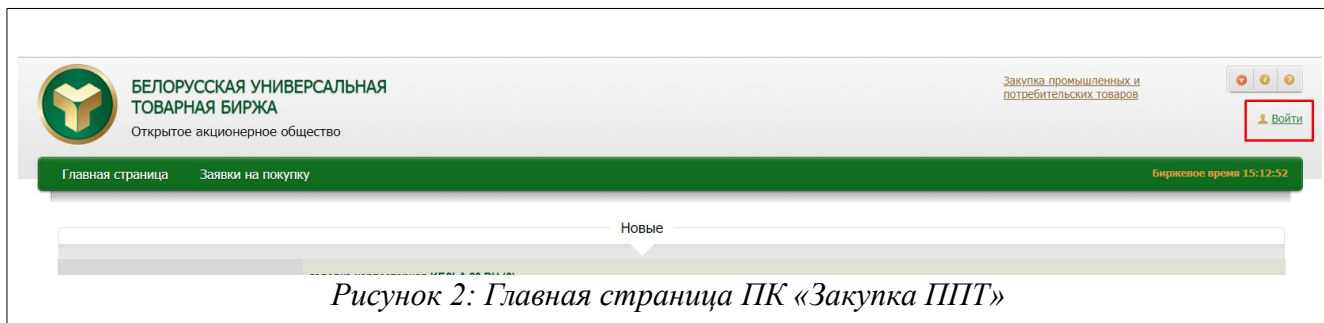 БЕЛОРУССКАЯ УНИВЕРСАЛЬНАЯ
ТОВАРНАЯ БИРЖА
Открытое акционерное общество
Закупка промышленных и
потребительских товаров
Войти
Главная страница Заявки на покупку Биржевое время 15:12:52
Новые
Рисунок 2: Главная страница ПК «Закупка ППТ»